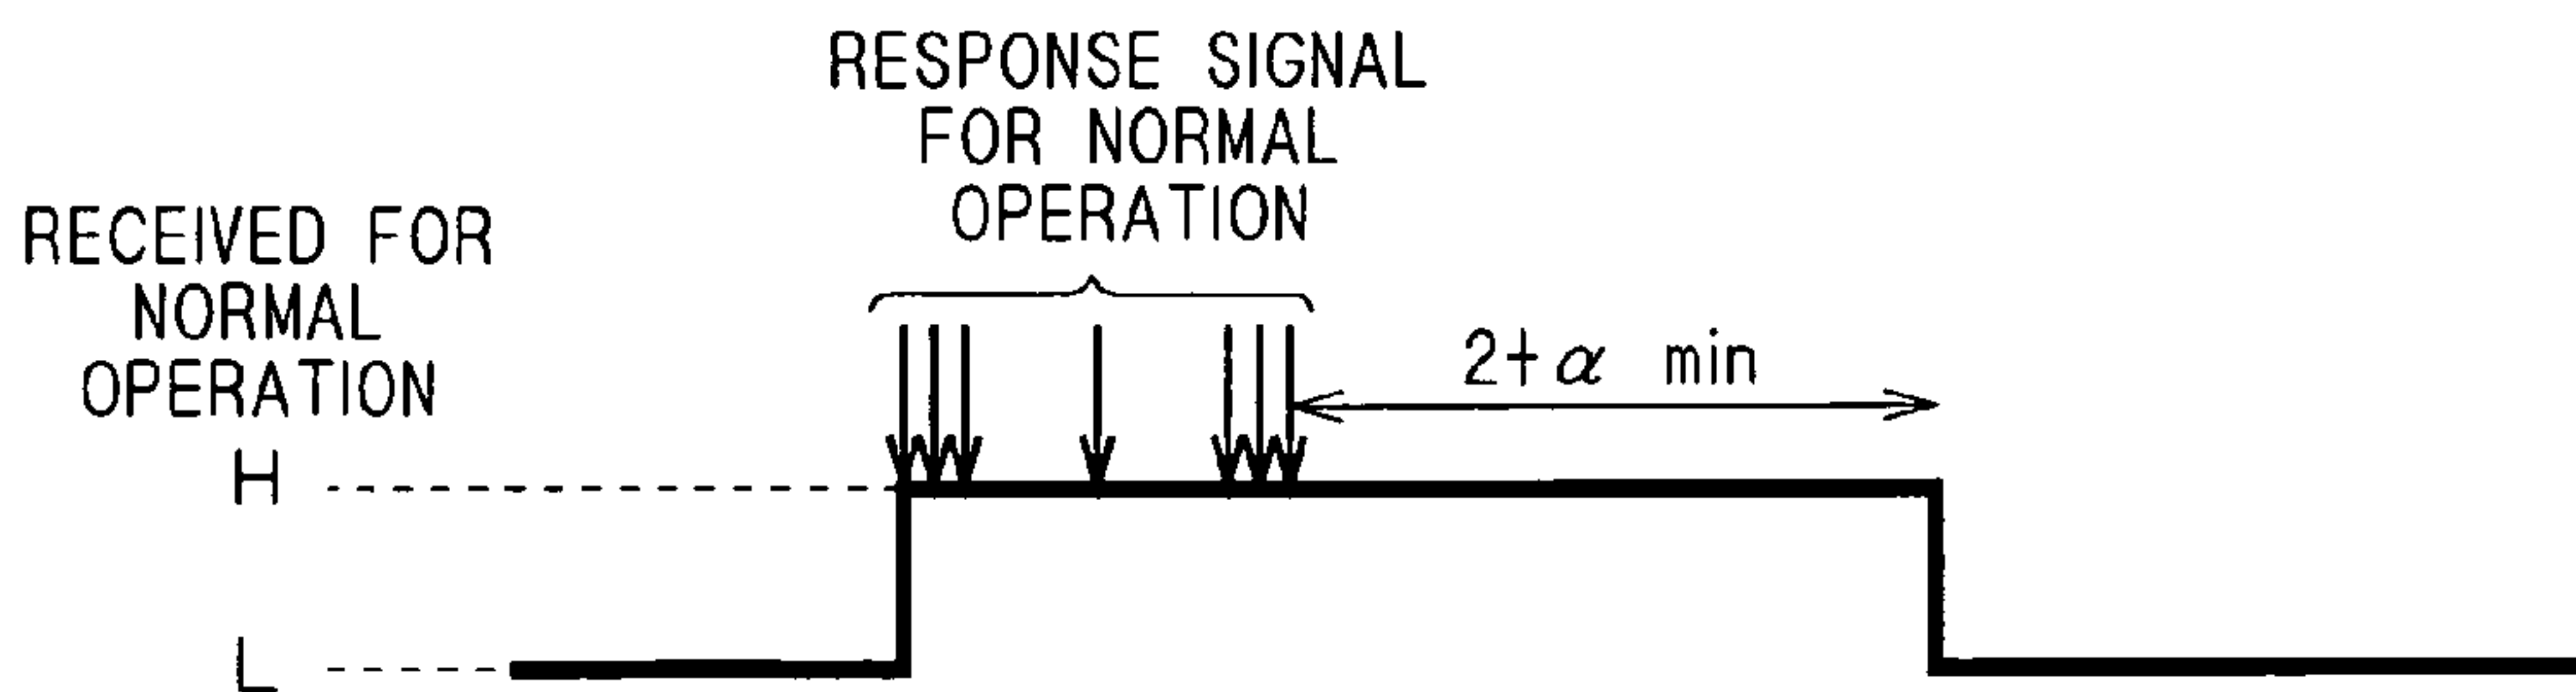 RESPONSE SIGNAL
FOR NORMAL
OPERATION
RECEIVED FOR
NORMAL
OPERATION
2+α min
H
L